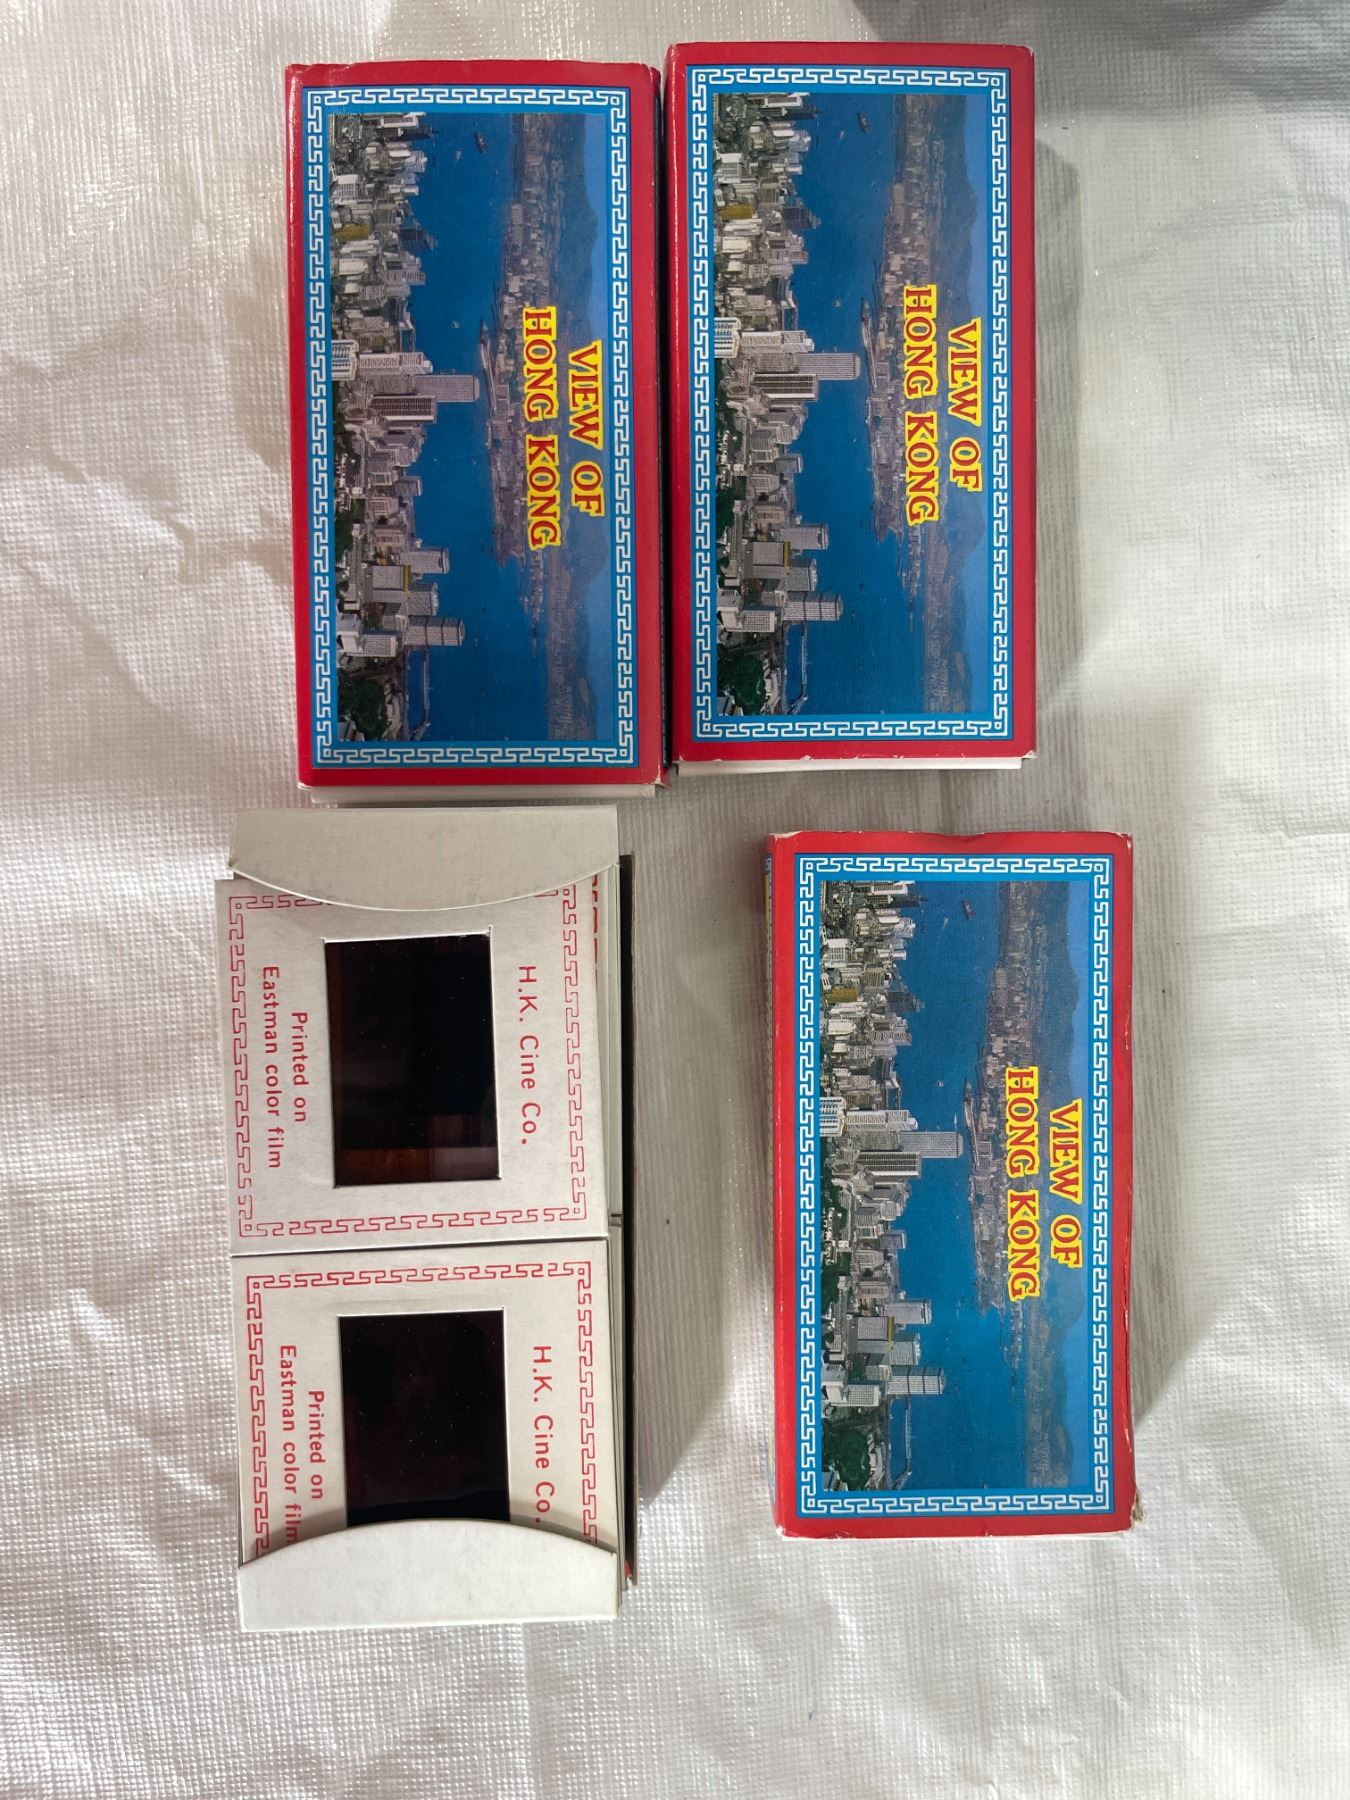 VIEW OF
HONG KONG
VIEW OF
HONG KONG
H.K. Cine Co.
Printed on
Eastman color film
H.K. Cine Co.
Printed on
Eastman color film
VIEW OF
HONG KONG